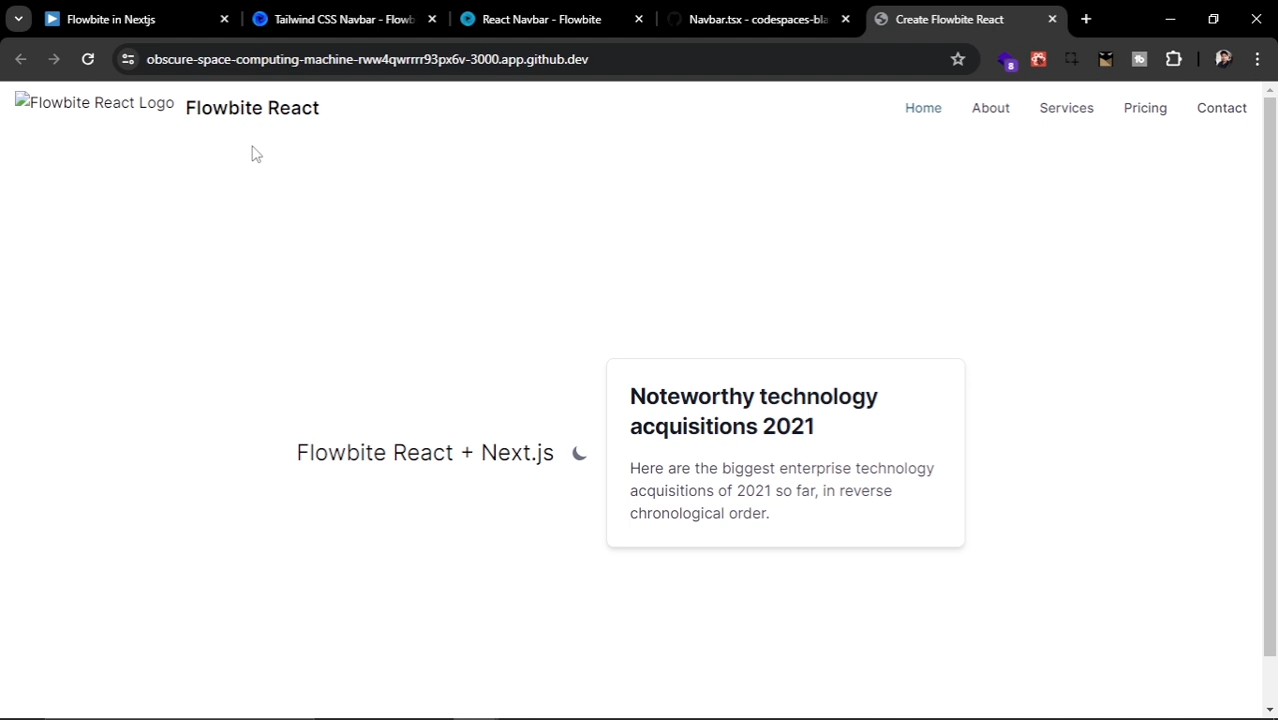 Flowbite in Nextjs
Tailwind CSS Navbar - Flowb
React Navbar - Flowbite
Navbar.tsx - codespaces-bla
Create Flowbite React
obscure-space-computing-machine-rww4qwrrrr93px6v-3000.app.github.dev
8
Flowbite React Logo
Flowbite React
Home
About
Services
Pricing
Contact
Flowbite React + Next.js
Noteworthy technology
acquisitions 2021
Here are the biggest enterprise technology
acquisitions of 2021 so far, in reverse
chronological order.